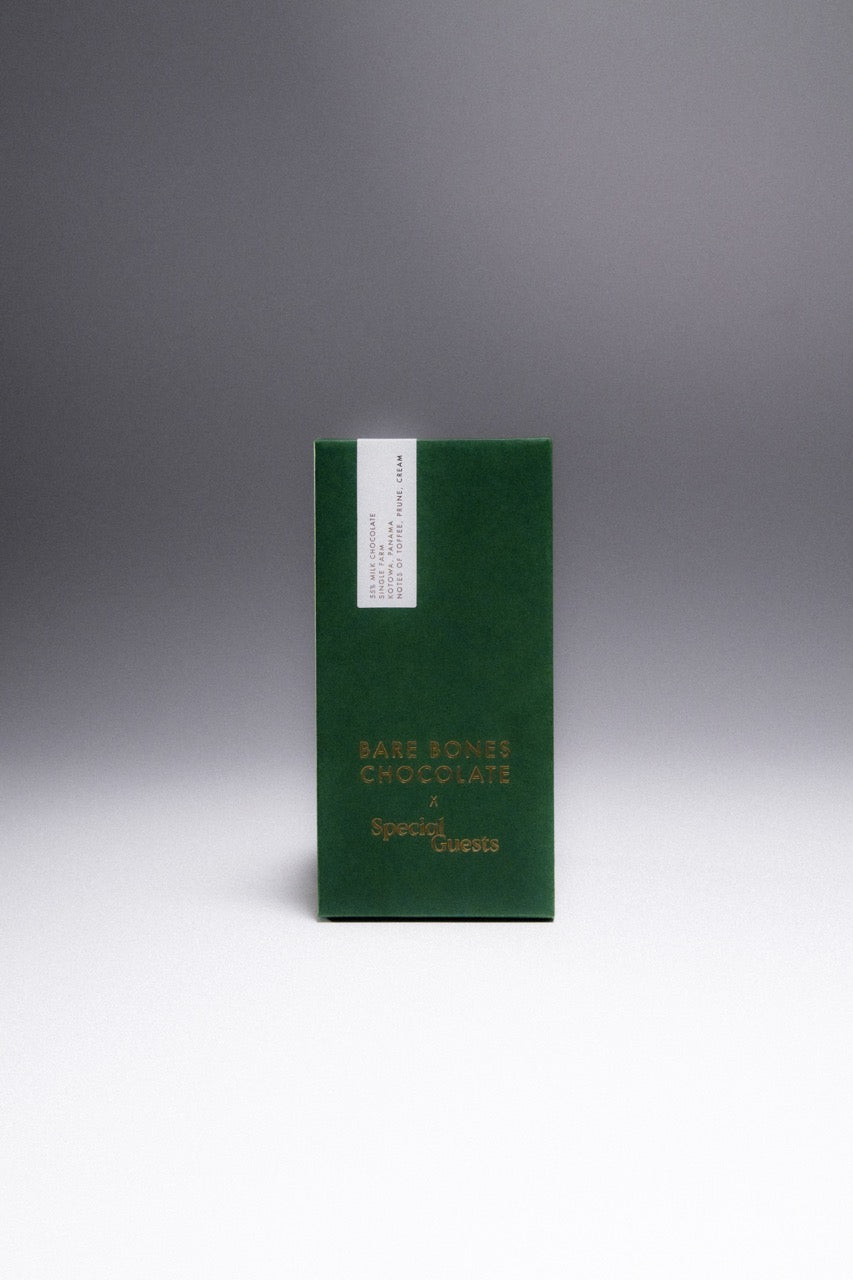 55% MILK CHOCOLATE
SINGLE FARM
KOTOWA, PANAMA
NOTES OF TOFFEE, PRUNE, CREAM
BARE BONES
CHOCOLATE
X
Special
Guests